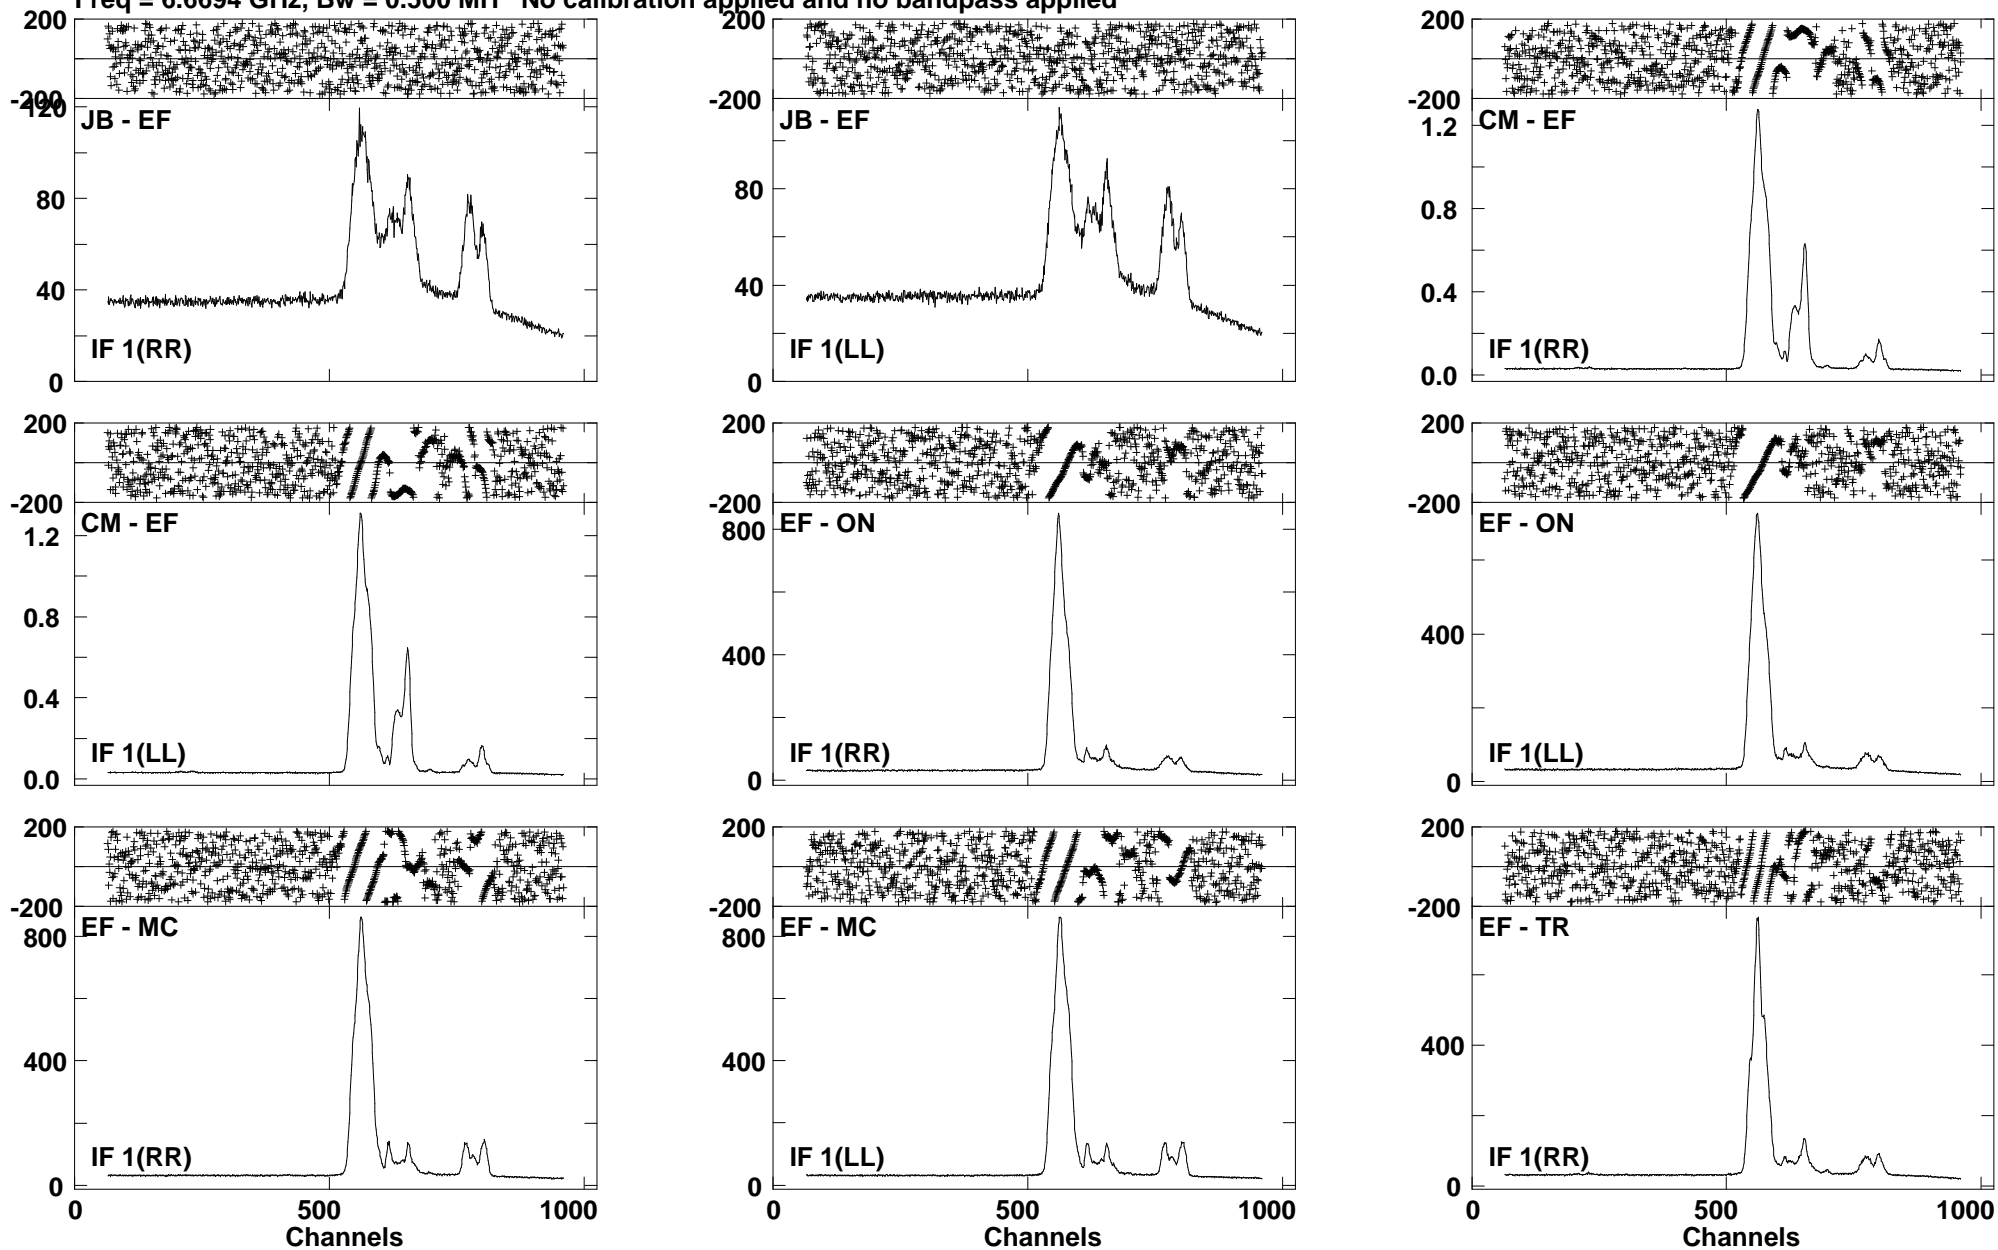 Freq = 6.6694 GHz, Bw = 0.500 MH No calibration applied and no bandpass applied
200
-200
120
80
40
0
JB - EF
IF 1(RR)
200
-200
80
40
0
JB - EF
IF 1(LL)
200
-200
1.2
0.8
0.4
0.0
CM - EF
IF 1(RR)
200
-200
1.2
0.8
0.4
0.0
CM - EF
IF 1(LL)
200
-200
800
400
0
EF - ON
IF 1(RR)
200
-200
400
0
EF - ON
IF 1(LL)
200
-200
800
400
0
EF - MC
IF 1(RR)
0 500 1000
Channels
200
-200
800
400
0
EF - MC
IF 1(LL)
0 500 1000
Channels
200
-200
400
0
EF - TR
IF 1(RR)
0 500 1000
Channels